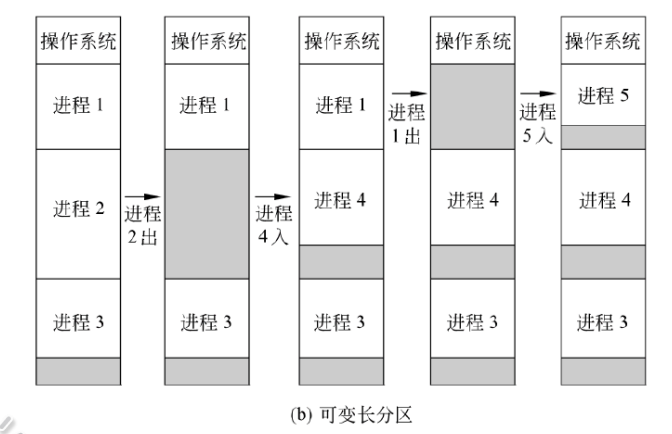 操作系统 操作系统 操作系统 操作系统 操作系统
进程 1 进程 1 进程 1 进程 5
进程
1 出
进程
5 入
进程 2 进程 4 进程 4 进程 4
进程
2 出
进程
4 入
进程 3 进程 3 进程 3 进程 3 进程 3
(b) 可变长分区